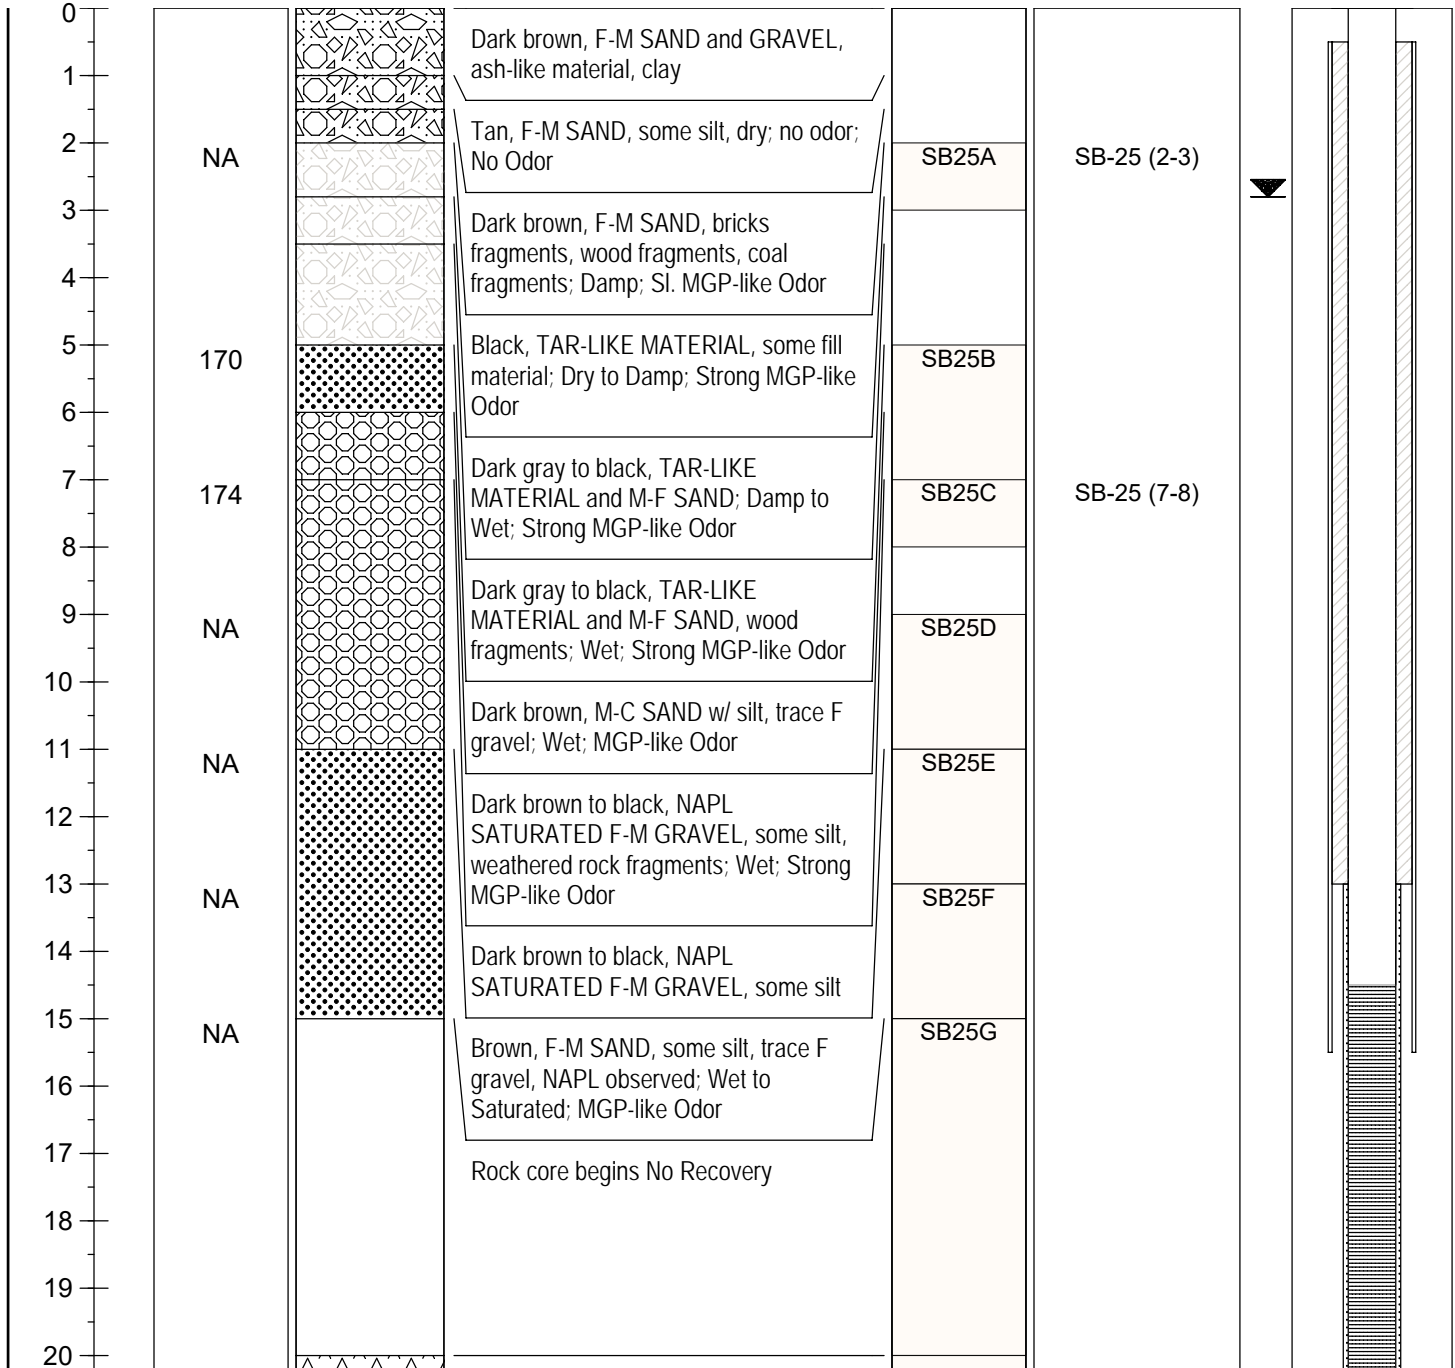 0
1
2
3
4
5
6
7
8
9
10
11
12
13
14
15
16
17
18
19
20
NA
170
174
NA
NA
NA
NA
Dark brown, F-M SAND and GRAVEL,
ash-like material, clay
Tan, F-M SAND, some silt, dry; no odor;
No Odor
Dark brown, F-M SAND, bricks
fragments, wood fragments, coal
fragments; Damp; Sl. MGP-like Odor
Black, TAR-LIKE MATERIAL, some fill
material; Dry to Damp; Strong MGP-like
Odor
Dark gray to black, TAR-LIKE
MATERIAL and M-F SAND; Damp to
Wet; Strong MGP-like Odor
Dark gray to black, TAR-LIKE
MATERIAL and M-F SAND, wood
fragments; Wet; Strong MGP-like Odor
Dark brown, M-C SAND w/ silt, trace F
gravel; Wet; MGP-like Odor
Dark brown to black, NAPL
SATURATED F-M GRAVEL, some silt,
weathered rock fragments; Wet; Strong
MGP-like Odor
Dark brown to black, NAPL
SATURATED F-M GRAVEL, some silt
Brown, F-M SAND, some silt, trace F
gravel, NAPL observed; Wet to
Saturated; MGP-like Odor
Rock core begins No Recovery
SB25A
SB25B
SB25C
SB25D
SB25E
SB25F
SB25G
SB-25 (2-3)
SB-25 (7-8)